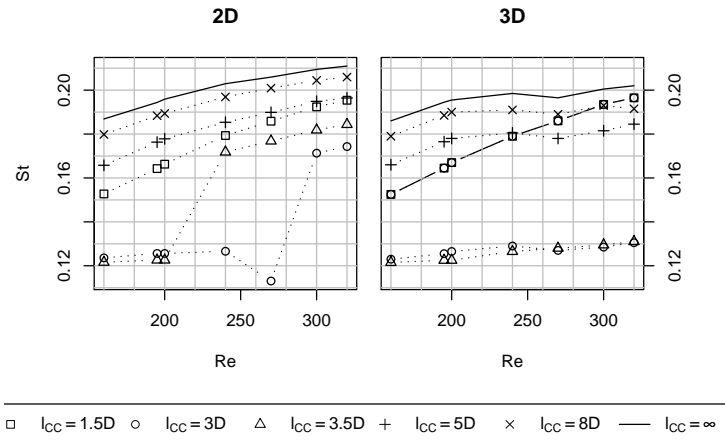 2D
3D
St
0.12
0.16
0.20
200
250
300
Re
200
250
300
Re
0.12
0.16
0.20
l_CC = 1.5D
l_CC = 3D
l_CC = 3.5D
l_CC = 5D
l_CC = 8D
l_CC = ∞